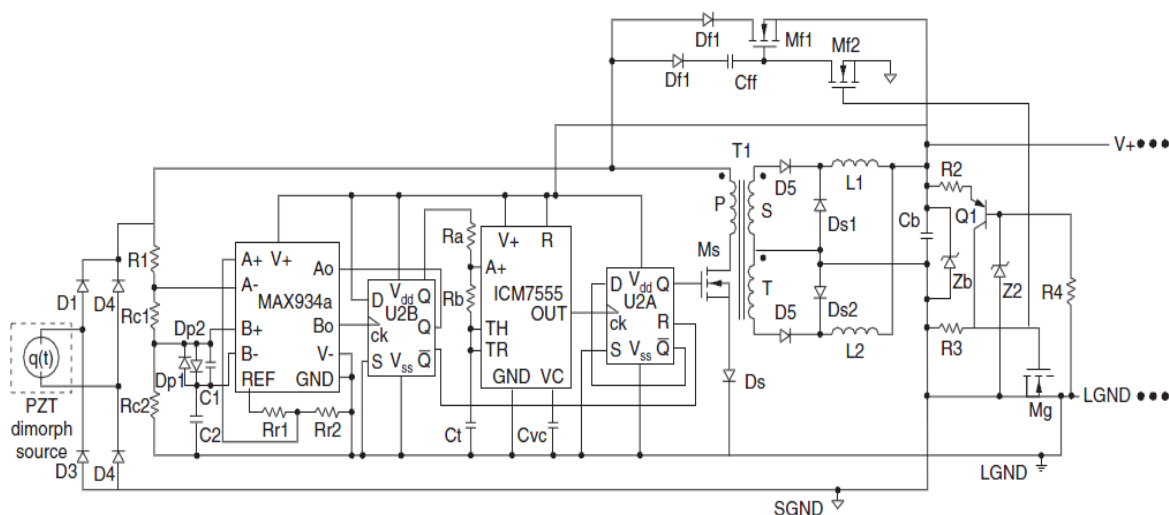 Df1
Mf1
Mf2
Df1
Cff
T1
V+
P
S
D5
L1
R2
Q1
Cb
Ds1
Zb
Z2
R4
Ms
T
Ds2
D5
L2
R3
Ds
Mg
LGND
R1
Rc1
Rc2
D1
D4
D3
D4
q(t)
PZT
dimorph
source
Dp2
Dp1
C1
C2
A+
V+
A-
Ao
MAX934a
B+
Bo
B-
V-
REF
GND
Rr1
Rr2
D
Vdd
Q
U2B
Q
ck
S
Vss
Q̅
Ra
Rb
Ct
V+
R
A+
ICM7555
OUT
TH
TR
GND
VC
Cvc
D
Vdd
Q
U2A
R
ck
S
Vss
Q̅
LGND
SGND